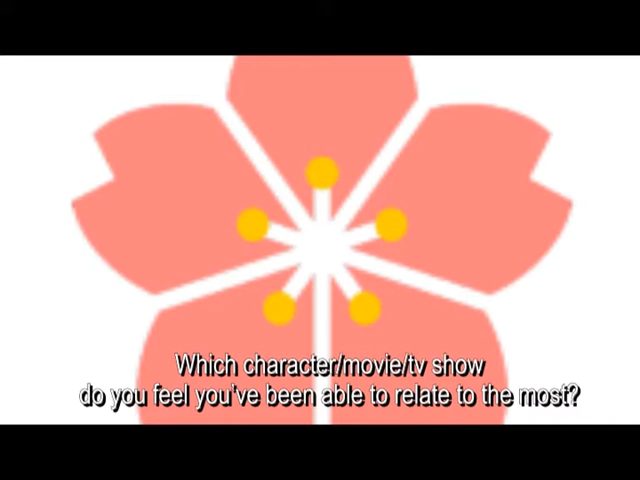 Which character/movie/tv show
do you feel you've been able to relate to the most?